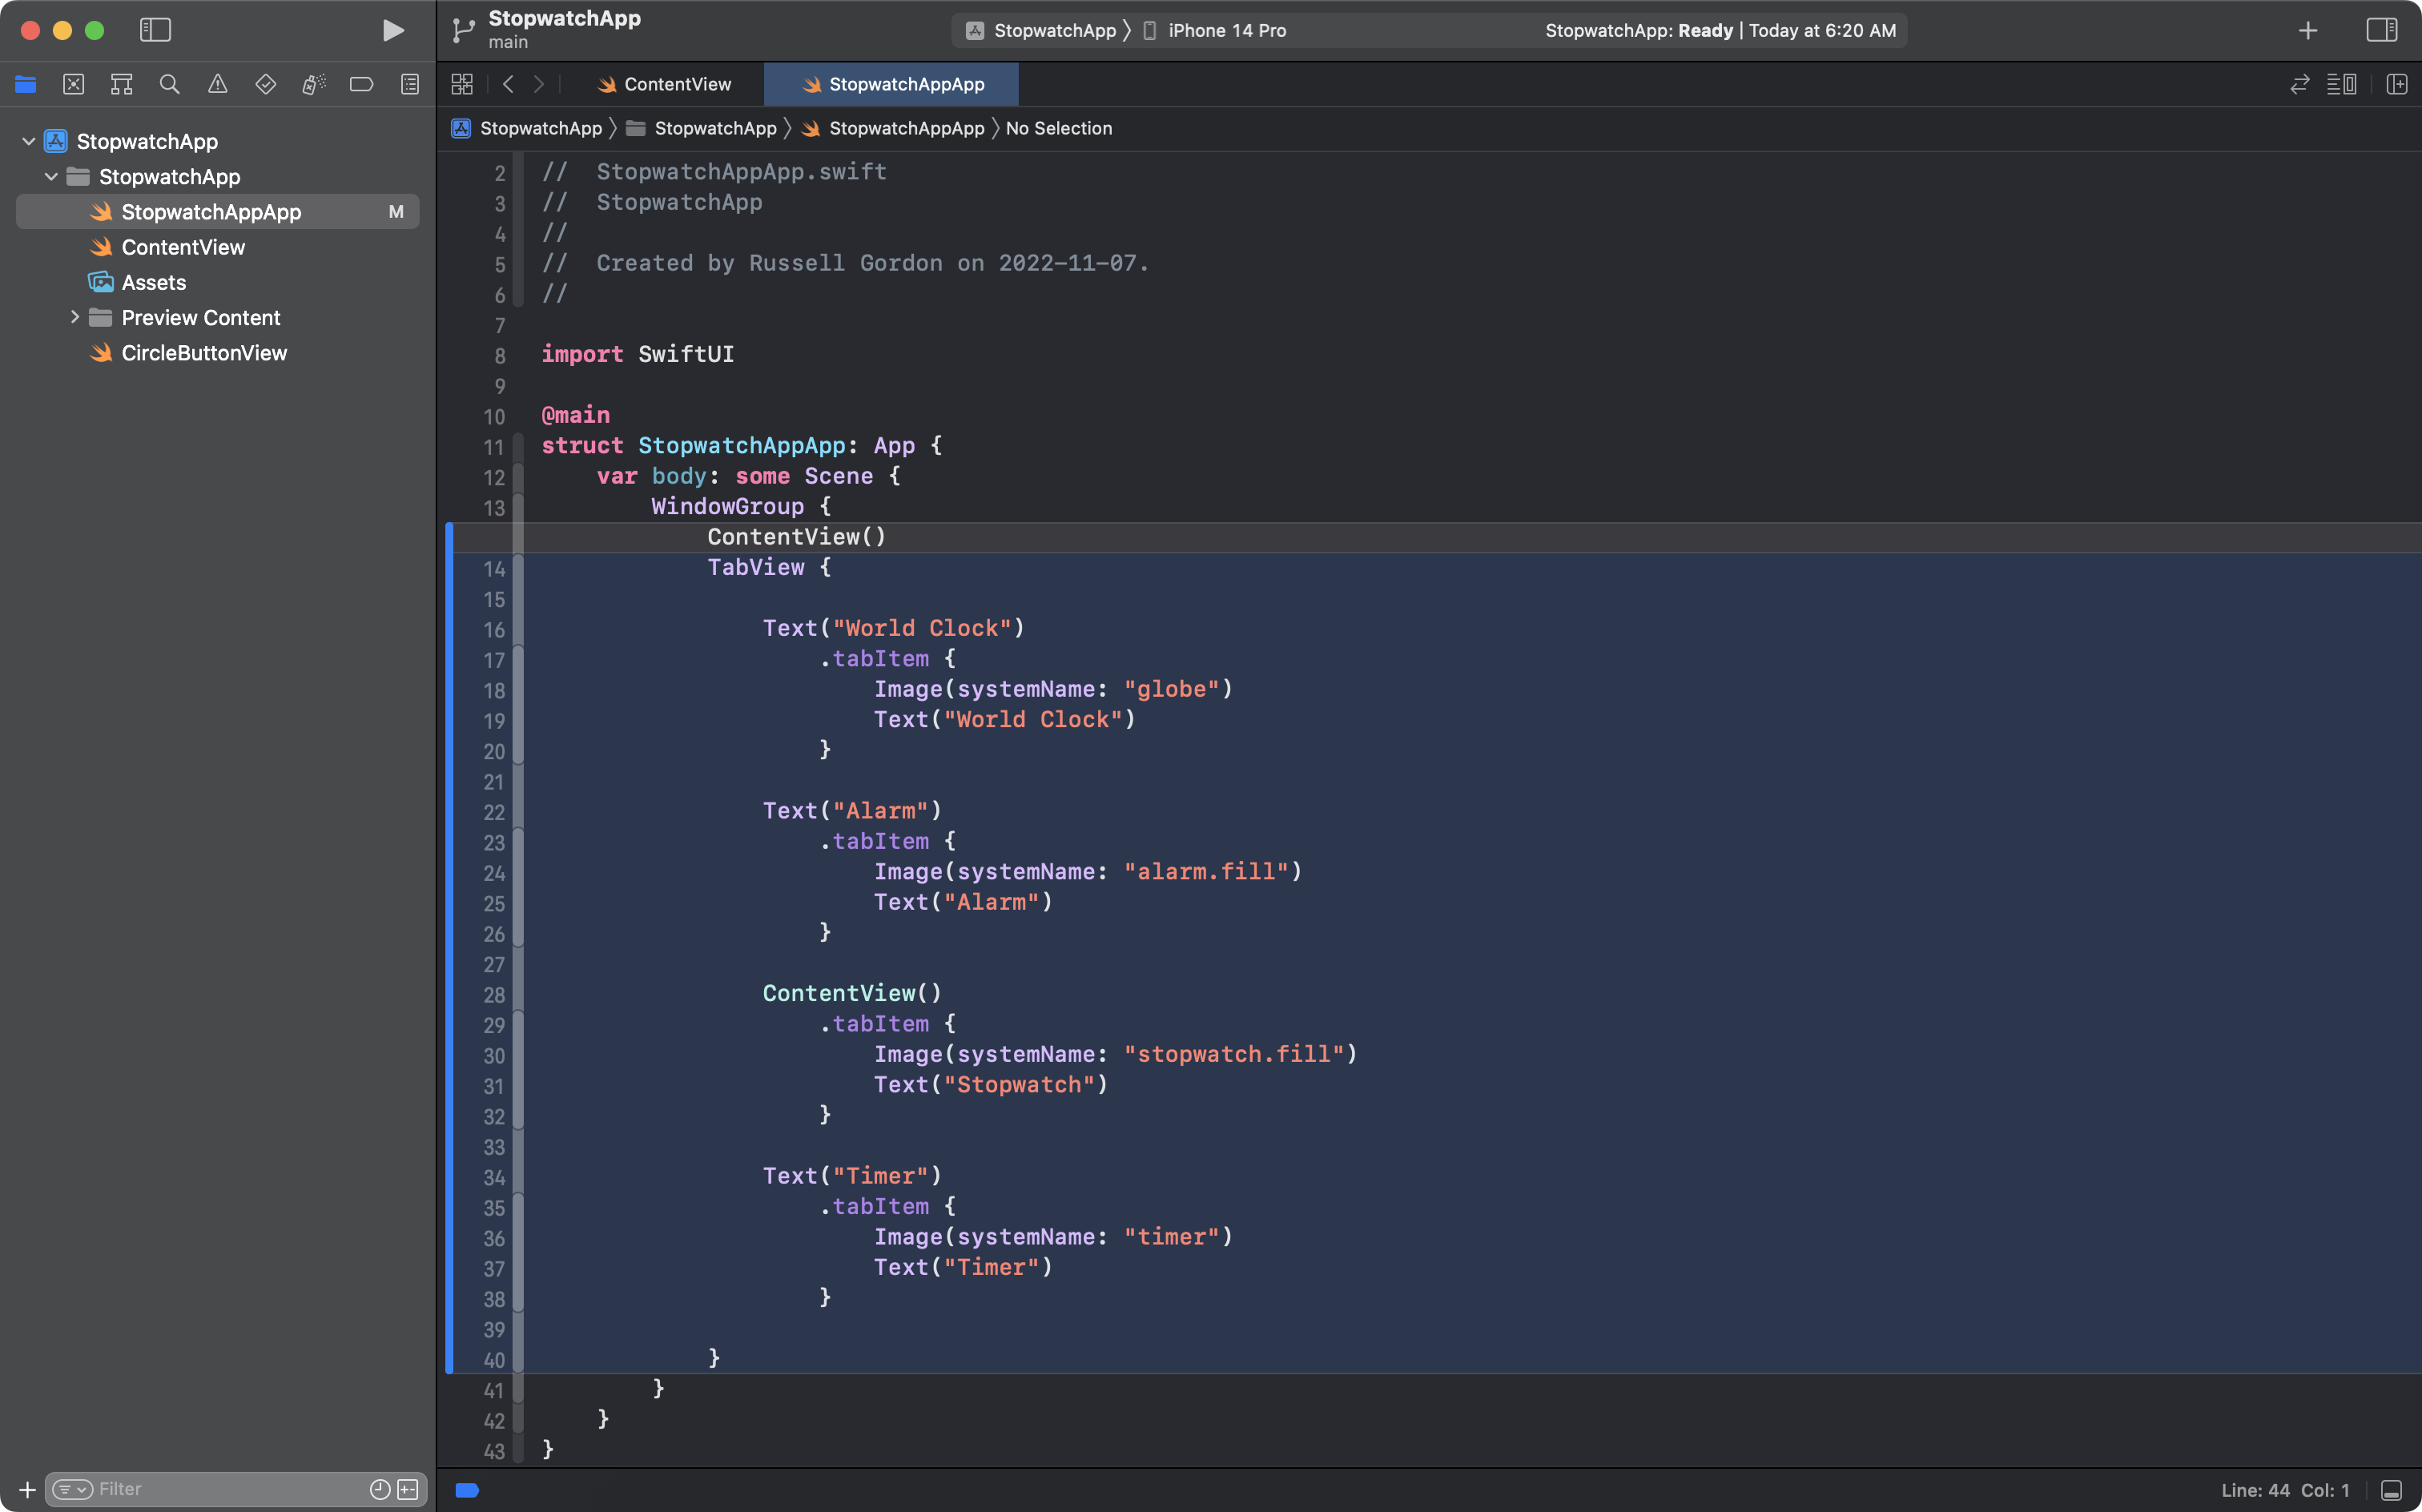 StopwatchApp
main
StopwatchApp 〉 iPhone 14 Pro
StopwatchApp: Ready | Today at 6:20 AM
ContentView
StopwatchAppApp
StopwatchApp 〉 StopwatchApp 〉 StopwatchAppApp 〉 No Selection
StopwatchApp
StopwatchApp
StopwatchAppApp M
ContentView
Assets
Preview Content
CircleButtonView
Filter
2 //  StopwatchAppApp.swift
3 //  StopwatchApp
4 //
5 //  Created by Russell Gordon on 2022-11-07.
6 //
7
8 import SwiftUI
9
10 @main
11 struct StopwatchAppApp: App {
12     var body: some Scene {
13         WindowGroup {
            ContentView()
14             TabView {
15
16                 Text("World Clock")
17                     .tabItem {
18                         Image(systemName: "globe")
19                         Text("World Clock")
20                     }
21
22                 Text("Alarm")
23                     .tabItem {
24                         Image(systemName: "alarm.fill")
25                         Text("Alarm")
26                     }
27
28                 ContentView()
29                     .tabItem {
30                         Image(systemName: "stopwatch.fill")
31                         Text("Stopwatch")
32                     }
33
34                 Text("Timer")
35                     .tabItem {
36                         Image(systemName: "timer")
37                         Text("Timer")
38                     }
39
40             }
41         }
42     }
43 }
Line: 44  Col: 1